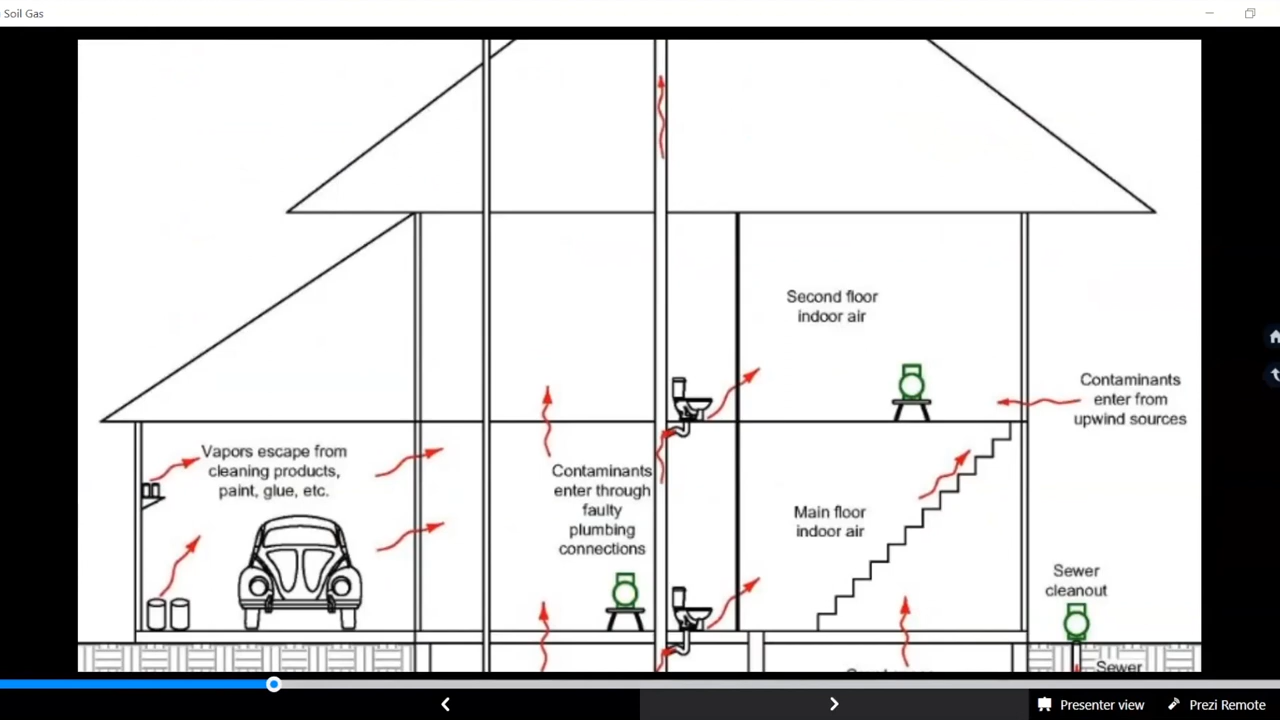 Soil Gas
Second floor
indoor air
Contaminants
enter from
upwind sources
Vapors escape from
cleaning products,
paint, glue, etc.
Contaminants
enter through
faulty
plumbing
connections
Main floor
indoor air
Sewer
cleanout
Sewer
Presenter view
Prezi Remote